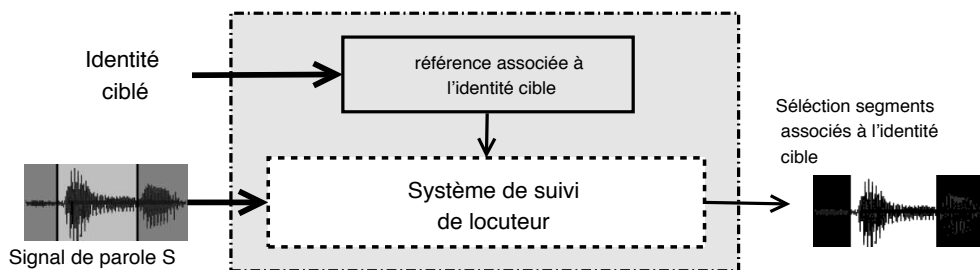 Identité
ciblé
référence associée à
l'identité cible
Signal de parole S
Système de suivi
de locuteur
Séléction segments
associés à l'identité
cible